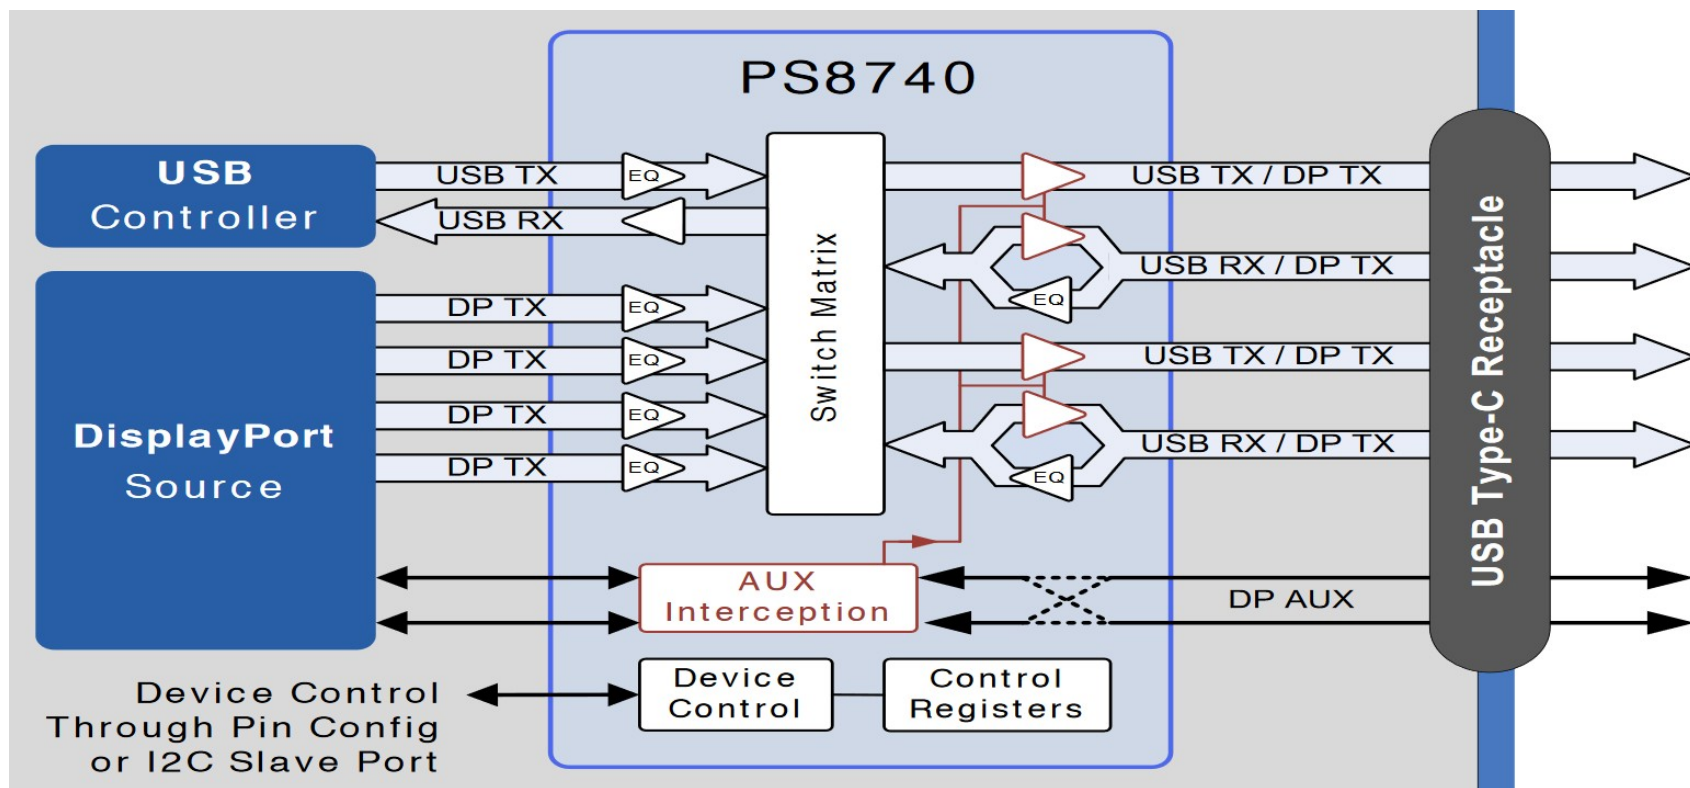 PS8740
USB
Controller
USB TX
EQ
USB RX
DisplayPort
Source
DP TX
EQ
DP TX
EQ
DP TX
EQ
DP TX
EQ
Switch Matrix
USB TX / DP TX
USB RX / DP TX
EQ
USB TX / DP TX
USB RX / DP TX
EQ
USB Type-C Receptacle
AUX
Interception
DP AUX
Device Control
Through Pin Config
or I2C Slave Port
Device
Control
Control
Registers